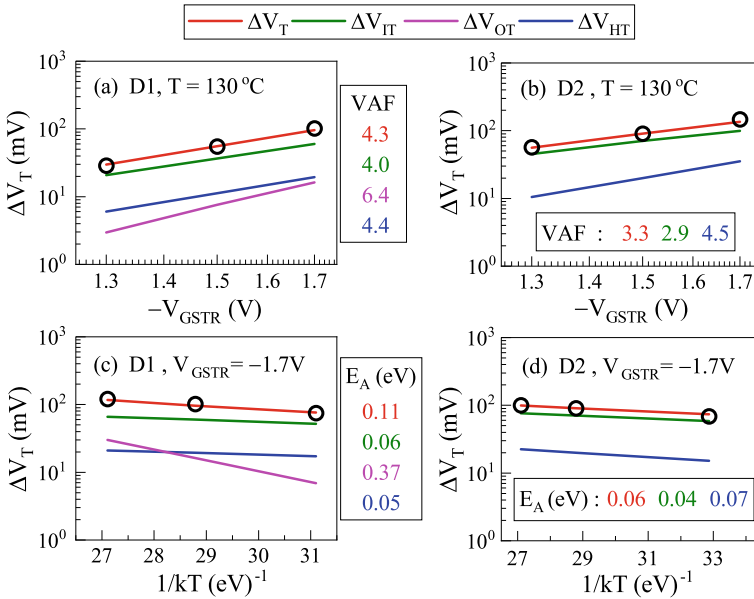 ΔV_T ΔV_IT ΔV_OT ΔV_HT
(a) D1, T = 130 °C
ΔV_T (mV)
10^3
10^2
10^1
10^0
1.3 1.4 1.5 1.6 1.7
−V_GSTR (V)
VAF
4.3
4.0
6.4
4.4
(b) D2 , T = 130 °C
ΔV_T (mV)
10^3
10^2
10^1
10^0
VAF : 3.3 2.9 4.5
1.3 1.4 1.5 1.6 1.7
−V_GSTR (V)
(c) D1 , V_GSTR= −1.7V
ΔV_T (mV)
10^3
10^2
10^1
10^0
27 28 29 30 31
1/kT (eV)^-1
E_A (eV)
0.11
0.06
0.37
0.05
(d) D2 , V_GSTR= −1.7V
ΔV_T (mV)
10^3
10^2
10^1
10^0
E_A (eV) : 0.06 0.04 0.07
27 29 31 33
1/kT (eV)^-1